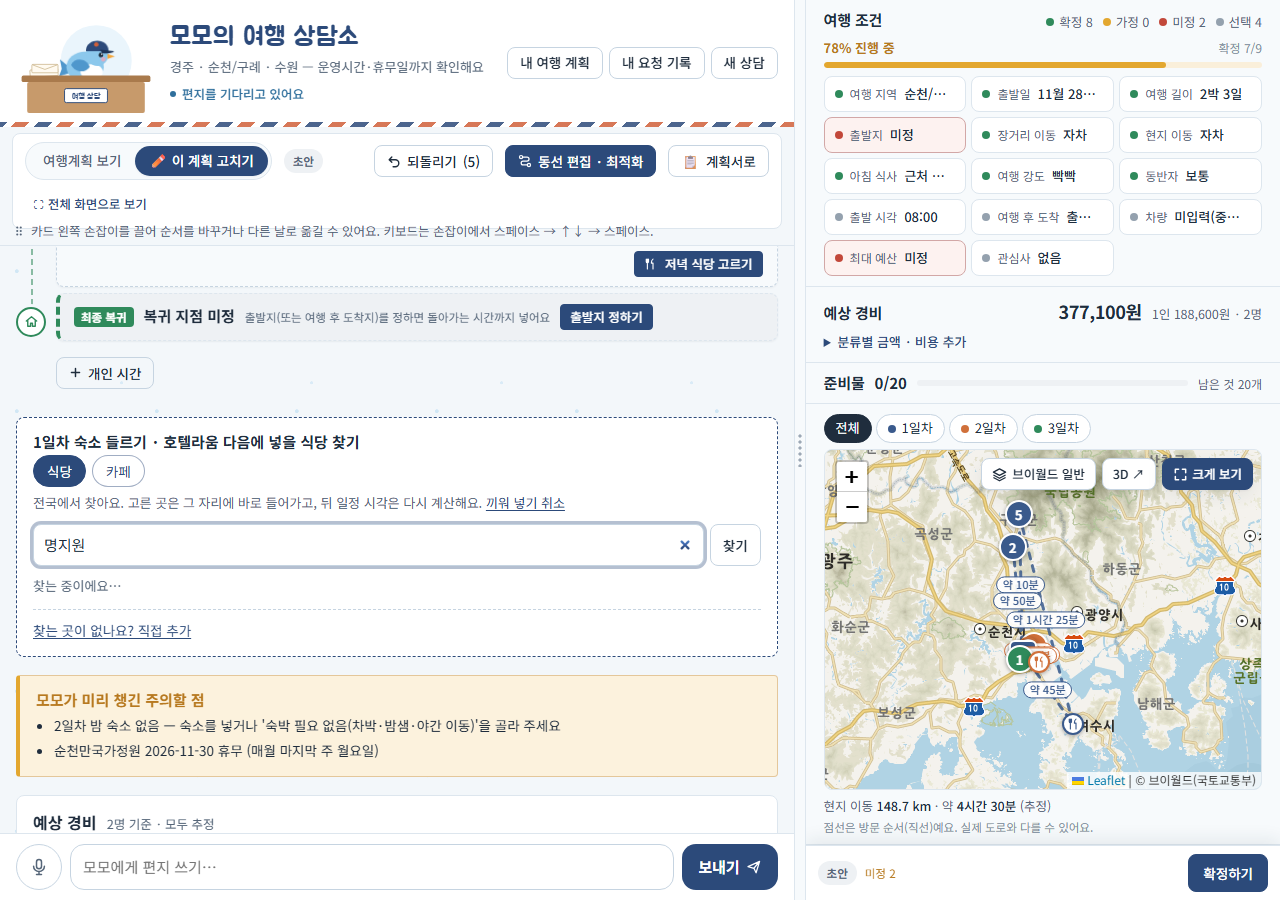 모모의 여행 상담소
경주 · 순천/구례 · 수원 — 운영시간·휴무일까지 확인해요
편지를 기다리고 있어요
여행 상담
내 여행 계획
내 요청 기록
새 상담
여행계획 보기
이 계획 고치기
초안
되돌리기 (5)
동선 편집 · 최적화
계획서로
전체 화면으로 보기
카드 왼쪽 손잡이를 끌어 순서를 바꾸거나 다른 날로 옮길 수 있어요. 키보드는 손잡이에서 스페이스 → ↑↓ → 스페이스.
저녁 식당 고르기
최종 복귀 복귀 지점 미정 출발지(또는 여행 후 도착지)를 정하면 돌아가는 시간까지 넣어요 출발지 정하기
+ 개인 시간
1일차 숙소 들르기 · 호텔라움 다음에 넣을 식당 찾기
식당 카페
전국에서 찾아요. 고른 곳은 그 자리에 바로 들어가고, 뒤 일정 시각은 다시 계산해요. 끼워 넣기 취소
명지원 × 찾기
찾는 중이에요…
찾는 곳이 없나요? 직접 추가
모모가 미리 챙긴 주의할 점
2일차 밤 숙소 없음 — 숙소를 넣거나 '숙박 필요 없음(차박·밤샘·야간 이동)'을 골라 주세요
순천만국가정원 2026-11-30 휴무 (매월 마지막 주 월요일)
예상 경비 2명 기준 · 모두 추정
모모에게 편지 쓰기…
보내기
여행 조건
확정 8 가정 0 미정 2 선택 4
78% 진행 중
확정 7/9
여행 지역 순천/…
출발일 11월 28…
여행 길이 2박 3일
출발지 미정
장거리 이동 자차
현지 이동 자차
아침 식사 근처 …
여행 강도 빡빡
동반자 보통
출발 시각 08:00
여행 후 도착 출…
차량 미입력(중…
최대 예산 미정
관심사 없음
예상 경비
377,100원 1인 188,600원 · 2명
▶ 분류별 금액 · 비용 추가
준비물 0/20
남은 것 20개
전체 1일차 2일차 3일차
+
−
브이월드 일반
3D ↗
크게 보기
5
곡성군
2
광주
하동군
10
약 10분
약 50분
약 1시간 25분
광양시
화순군
순천시
10
1
약 45분
보성군
10
남해군
여수시
Leaflet | © 브이월드(국토교통부)
현지 이동 148.7 km · 약 4시간 30분 (추정)
점선은 방문 순서(직선)예요. 실제 도로와 다를 수 있어요.
초안 미정 2
확정하기